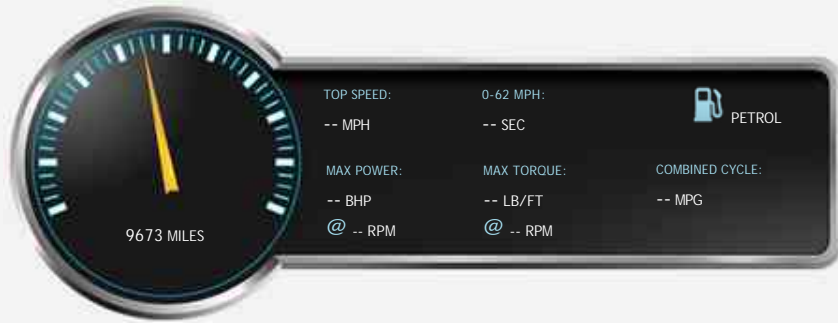 TOP SPEED:
-- MPH
0-62 MPH:
-- SEC
PETROL
MAX POWER:
-- BHP
@ -- RPM
MAX TORQUE:
-- LB/FT
@ -- RPM
COMBINED CYCLE:
-- MPG
9673 MILES